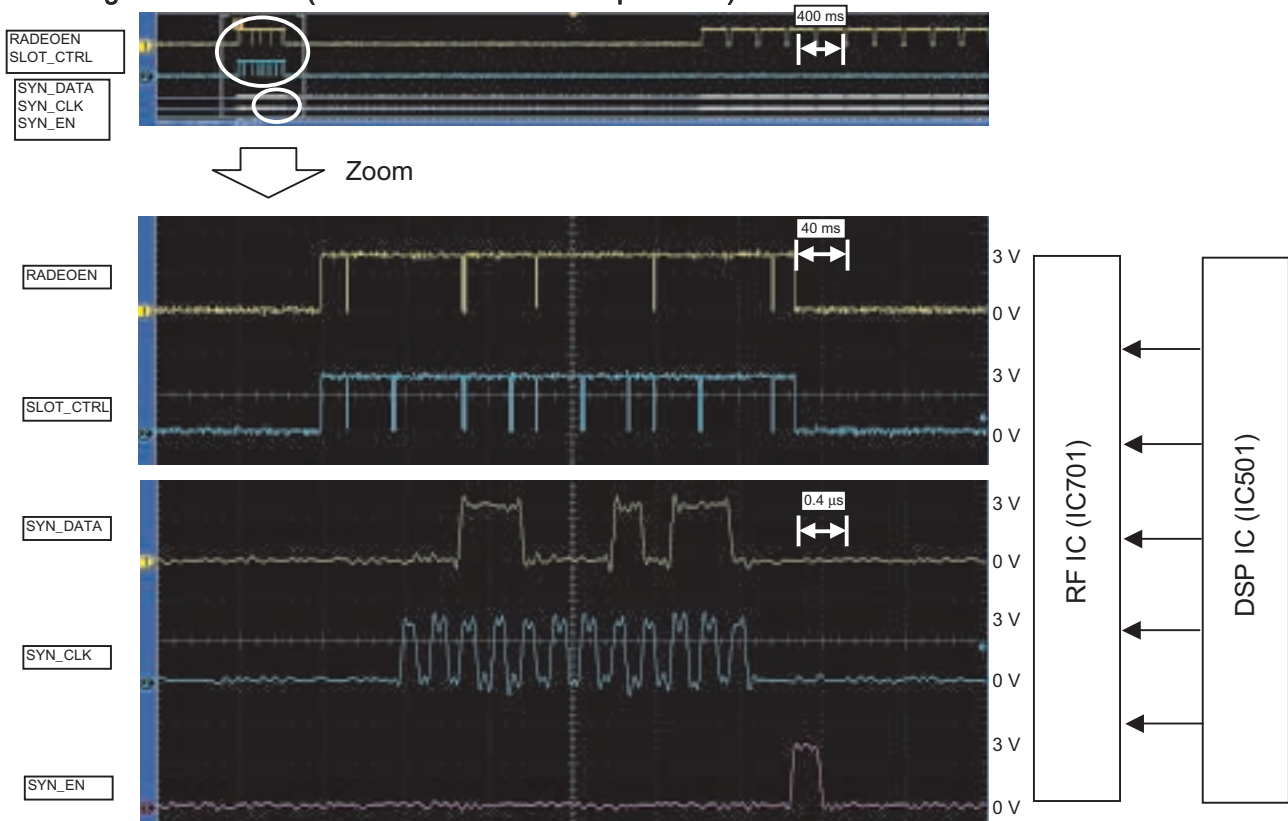 400 ms
RADEOEN
SLOT_CTRL
SYN_DATA
SYN_CLK
SYN_EN
Zoom
40 ms
RADEOEN
3 V
0 V
SLOT_CTRL
3 V
0 V
0.4 μs
SYN_DATA
3 V
0 V
SYN_CLK
3 V
0 V
SYN_EN
3 V
0 V
RF IC (IC701)
DSP IC (IC501)